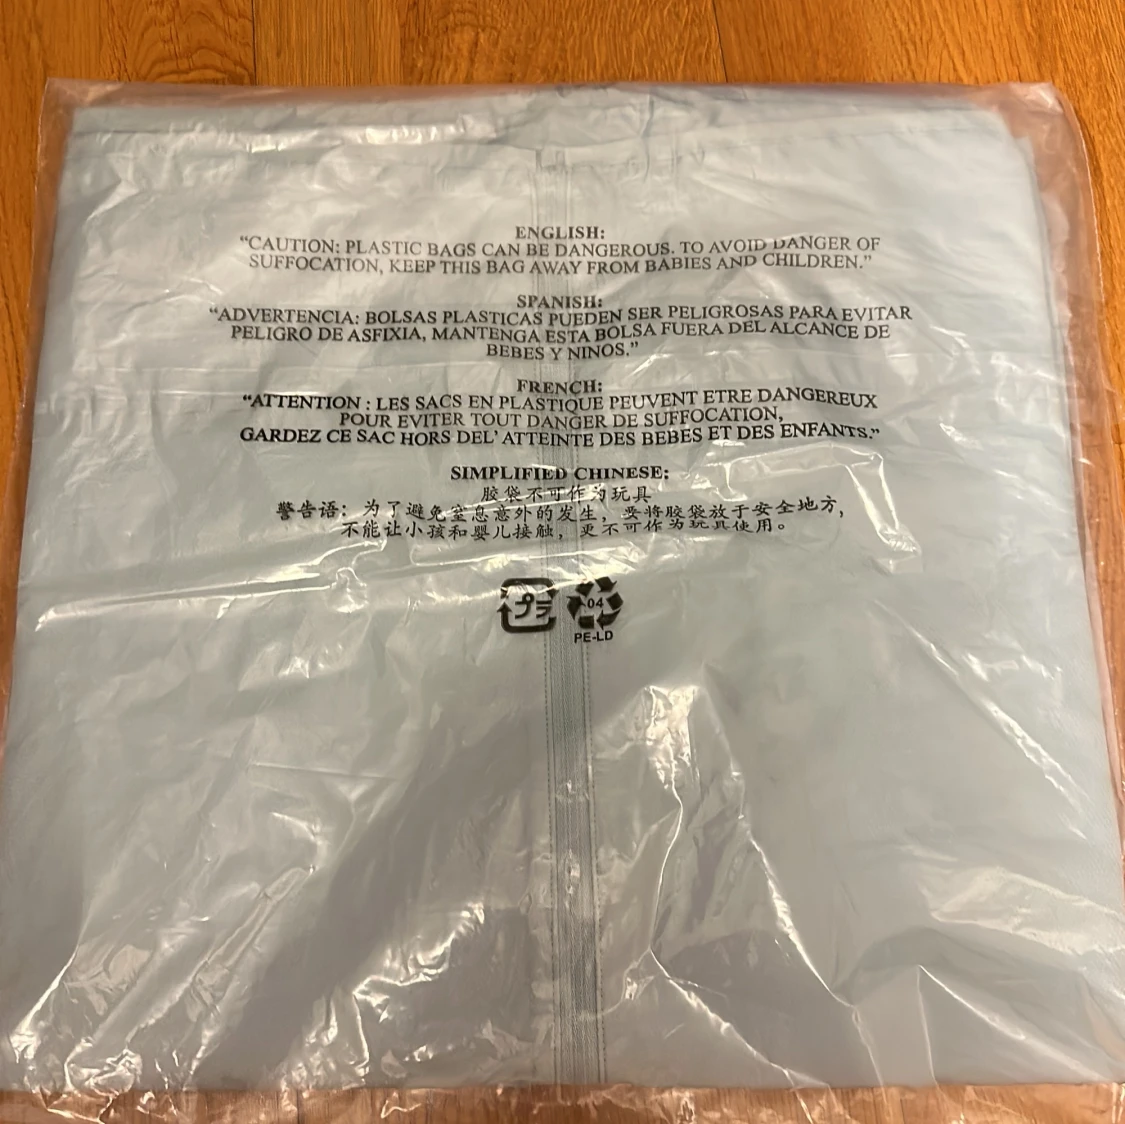 ENGLISH:
“CAUTION: PLASTIC BAGS CAN BE DANGEROUS. TO AVOID DANGER OF
SUFFOCATION, KEEP THIS BAG AWAY FROM BABIES AND CHILDREN.”
SPANISH:
“ADVERTENCIA: BOLSAS PLASTICAS PUEDEN SER PELIGROSAS PARA EVITAR
PELIGRO DE ASFIXIA, MANTENGA ESTA BOLSA FUERA DEL ALCANCE DE
BEBES Y NINOS.”
FRENCH:
“ATTENTION : LES SACS EN PLASTIQUE PEUVENT ETRE DANGEREUX
POUR EVITER TOUT DANGER DE SUFFOCATION,
GARDEZ CE SAC HORS DEL' ATTEINTE DES BEBES ET DES ENFANTS.”
SIMPLIFIED CHINESE:
胶袋不可作为玩具
警告语：为了避免窒息意外的发生，要将胶袋放于安全地方，
不能让小孩和婴儿接触，更不可作为玩具使用。
プラ 04
PE-LD